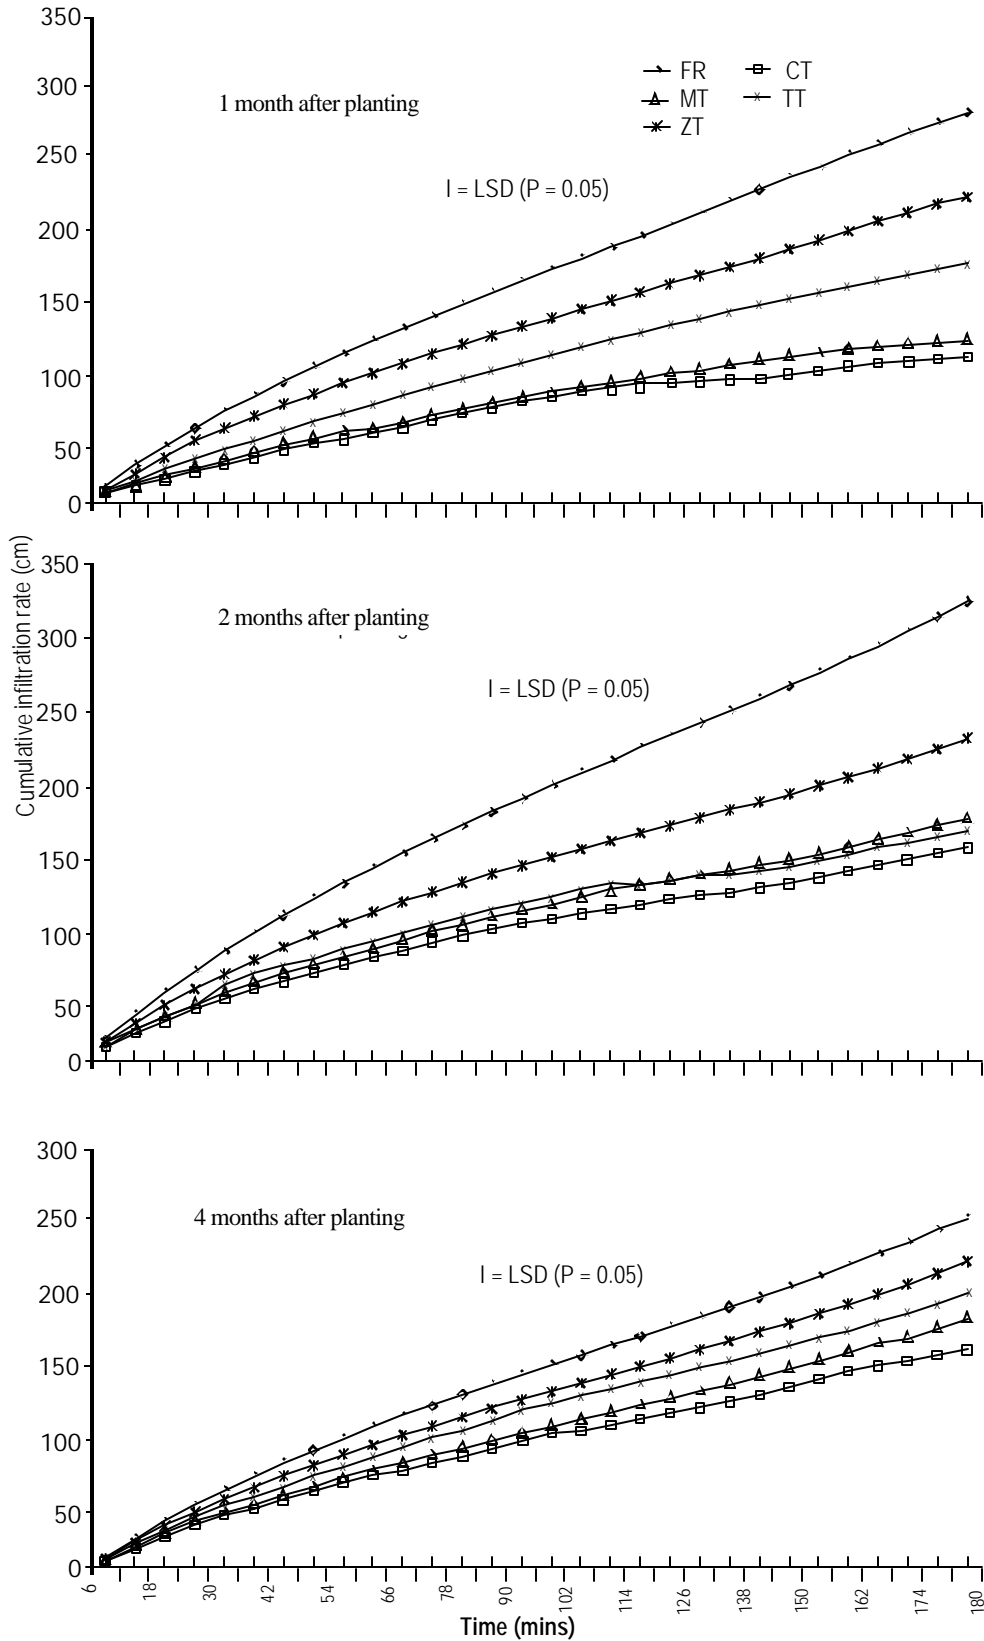 350
300
250
200
150
100
50
0
1 month after planting
FR CT
MT TT
ZT
I = LSD (P = 0.05)
Cumulative infiltration rate (cm)
350
300
250
200
150
100
50
0
2 months after planting
I = LSD (P = 0.05)
300
250
200
150
100
50
0
4 months after planting
I = LSD (P = 0.05)
6 18 30 42 54 66 78 90 102 114 126 138 150 162 174 180
Time (mins)